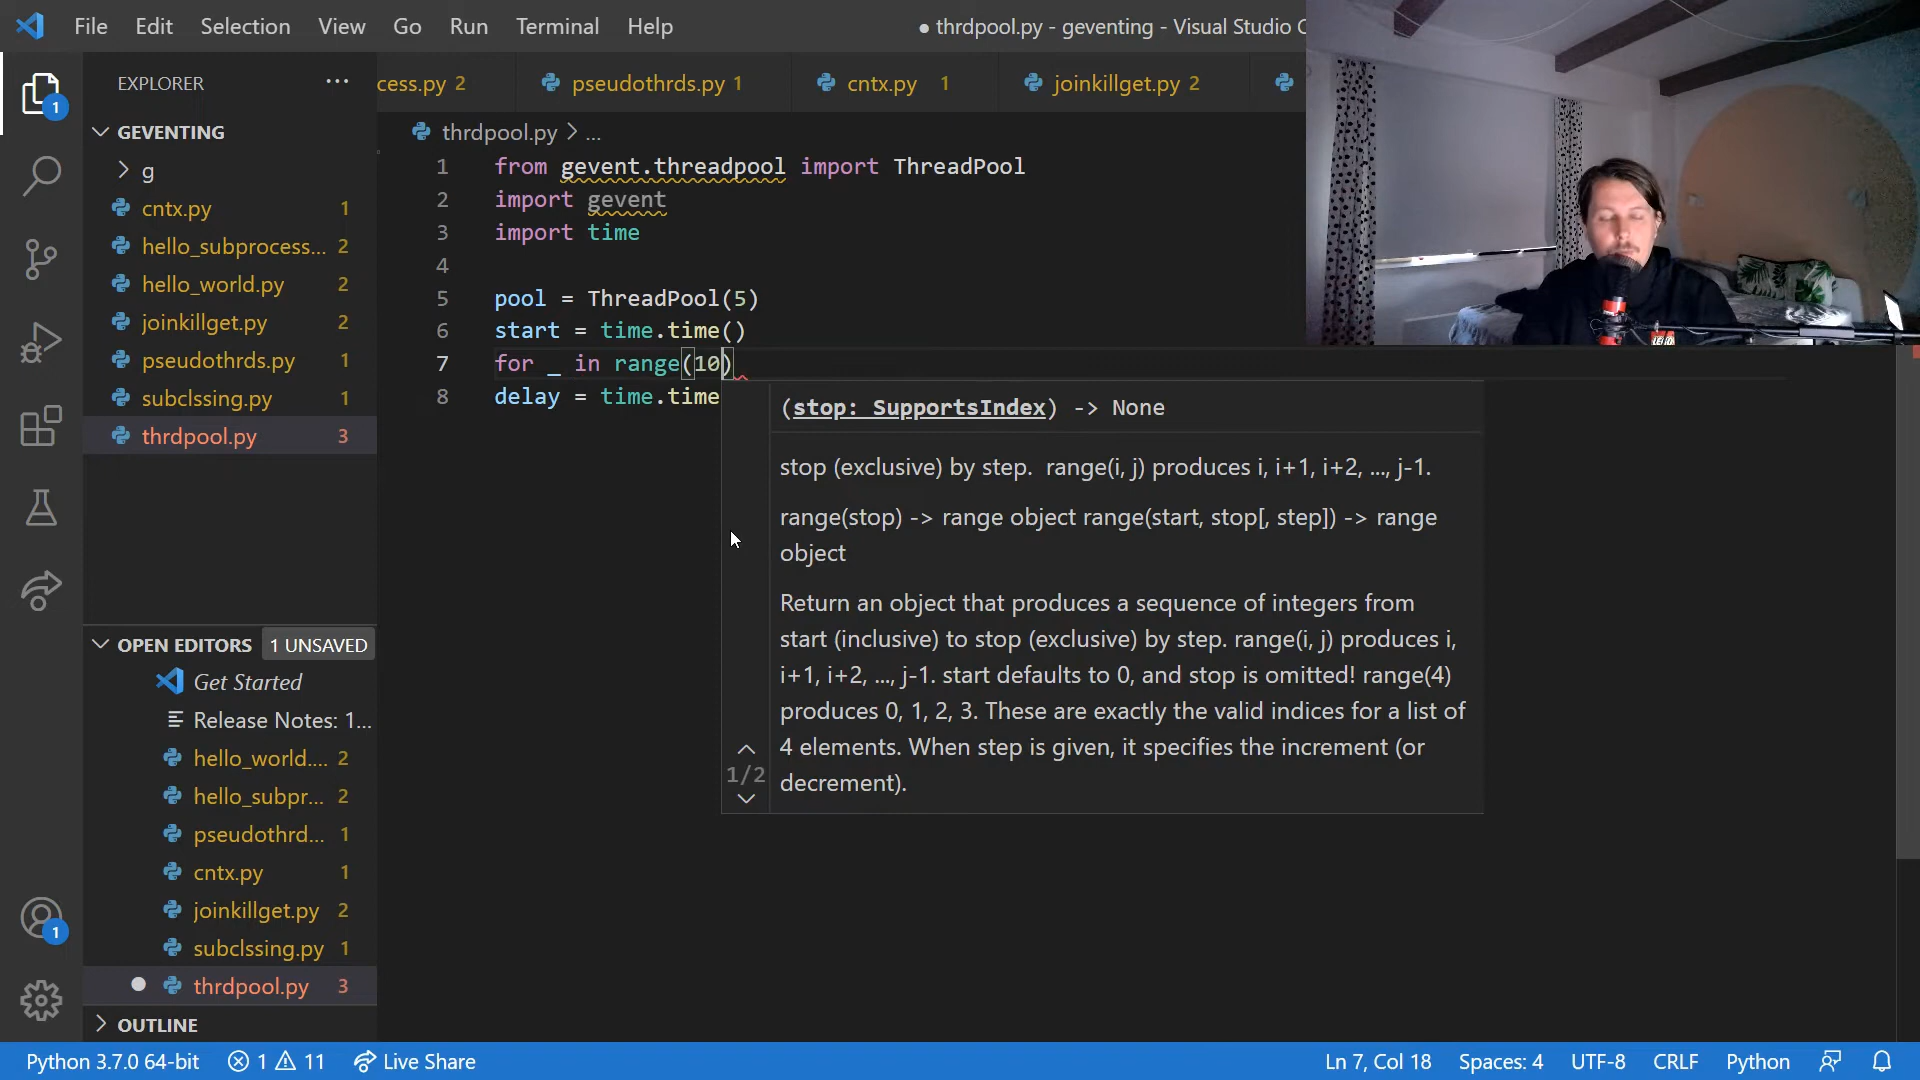 File Edit Selection View Go Run Terminal Help
● thrdpool.py - geventing - Visual Studio C
EXPLORER ...
cess.py 2
pseudothrds.py 1
cntx.py 1
joinkillget.py 2
GEVENTING
g
cntx.py 1
hello_subprocess... 2
hello_world.py 2
joinkillget.py 2
pseudothrds.py 1
subclssing.py 1
thrdpool.py 3
OPEN EDITORS 1 UNSAVED
Get Started
Release Notes: 1...
hello_world.... 2
hello_subpr... 2
pseudothrd... 1
cntx.py 1
joinkillget.py 2
subclssing.py 1
thrdpool.py 3
OUTLINE
thrdpool.py > ...
1 from gevent.threadpool import ThreadPool
2 import gevent
3 import time
4
5 pool = ThreadPool(5)
6 start = time.time()
7 for _ in range(10)
8 delay = time.time
(stop: SupportsIndex) -> None
stop (exclusive) by step. range(i, j) produces i, i+1, i+2, ..., j-1.
range(stop) -> range object range(start, stop[, step]) -> range
object
Return an object that produces a sequence of integers from
start (inclusive) to stop (exclusive) by step. range(i, j) produces i,
i+1, i+2, ..., j-1. start defaults to 0, and stop is omitted! range(4)
produces 0, 1, 2, 3. These are exactly the valid indices for a list of
4 elements. When step is given, it specifies the increment (or
decrement).
1/2
1
1
Python 3.7.0 64-bit 1 11 Live Share
Ln 7, Col 18 Spaces: 4 UTF-8 CRLF Python